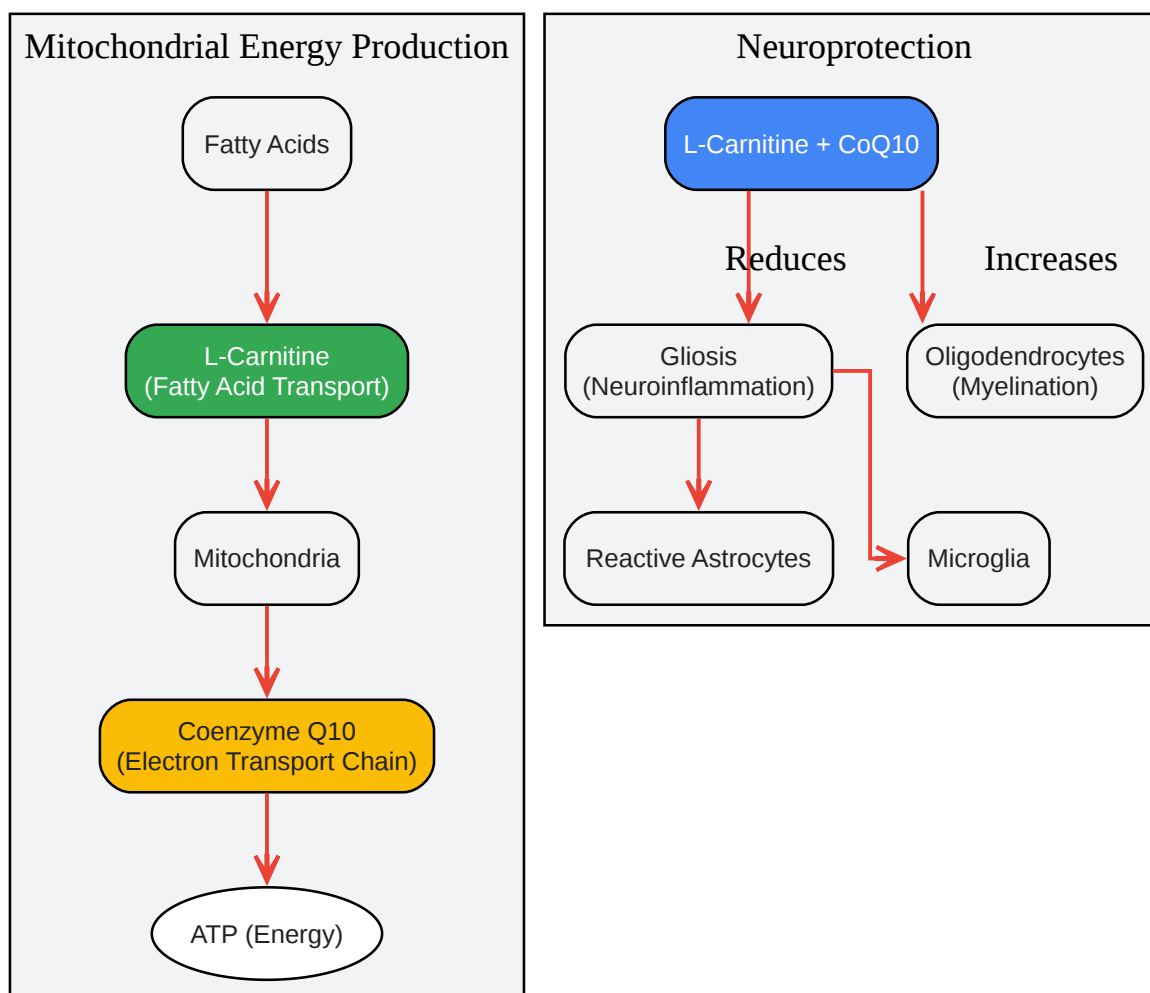 Mitochondrial Energy Production
Fatty Acids
L-Carnitine
(Fatty Acid Transport)
Mitochondria
Coenzyme Q10
(Electron Transport Chain)
ATP (Energy)
Neuroprotection
L-Carnitine + CoQ10
Reduces
Increases
Gliosis
(Neuroinflammation)
Oligodendrocytes
(Myelination)
Reactive Astrocytes
Microglia